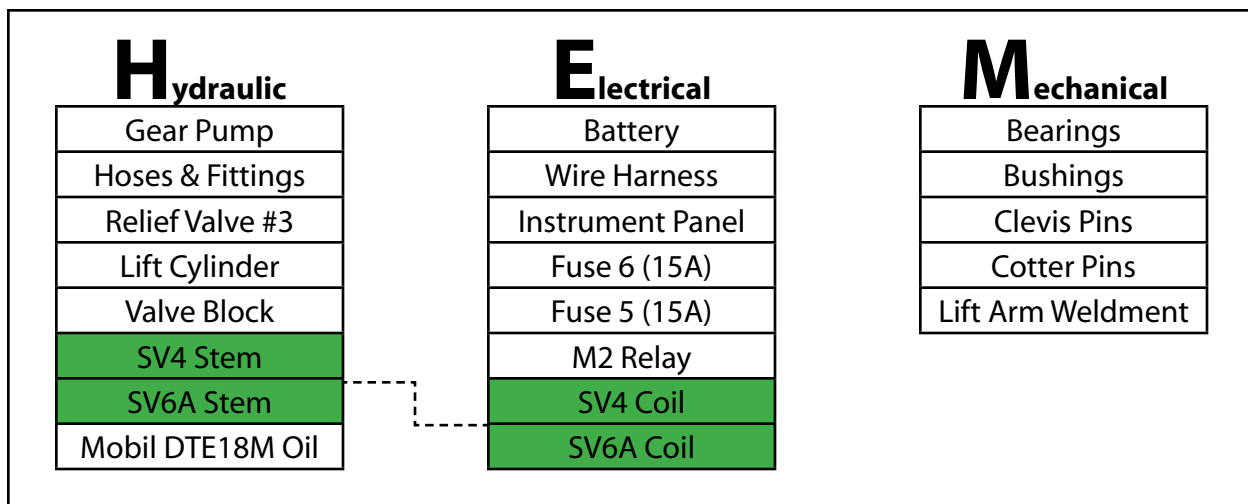 Hydraulic
Gear Pump
Hoses & Fittings
Relief Valve #3
Lift Cylinder
Valve Block
SV4 Stem
SV6A Stem
Mobil DTE18M Oil
Electrical
Battery
Wire Harness
Instrument Panel
Fuse 6 (15A)
Fuse 5 (15A)
M2 Relay
SV4 Coil
SV6A Coil
Mechanical
Bearings
Bushings
Clevis Pins
Cotter Pins
Lift Arm Weldment